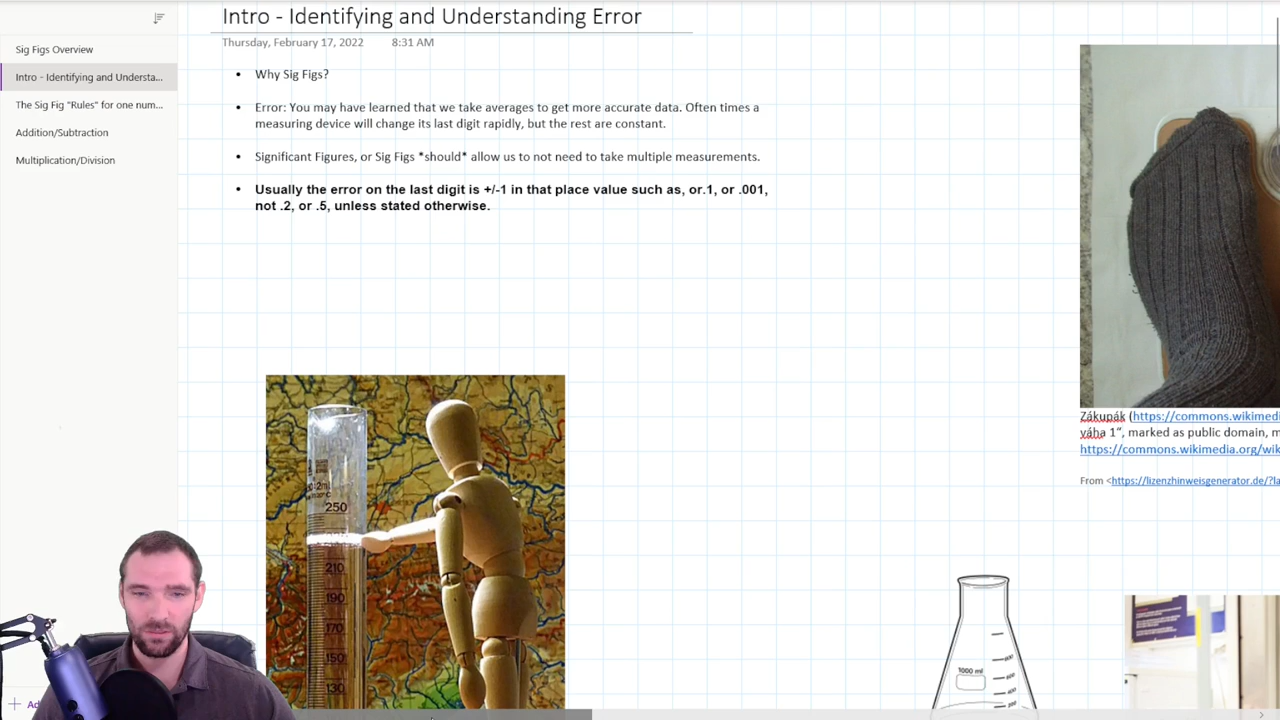 Intro - Identifying and Understanding Error
Thursday, February 17, 2022 8:31 AM
Sig Figs Overview
Intro - Identifying and Understa...
The Sig Fig "Rules" for one num...
Addition/Subtraction
Multiplication/Division
• Why Sig Figs?
• Error: You may have learned that we take averages to get more accurate data. Often times a
measuring device will change its last digit rapidly, but the rest are constant.
• Significant Figures, or Sig Figs *should* allow us to not need to take multiple measurements.
• Usually the error on the last digit is +/-1 in that place value such as, or.1, or .001,
not .2, or .5, unless stated otherwise.
Zákupák (https://commons.wikimedi
váha 1“, marked as public domain, m
https://commons.wikimedia.org/wik
From <https://lizenzhinweisgenerator.de/?la
250
210
190
170
150
130
1000 ml
Ad